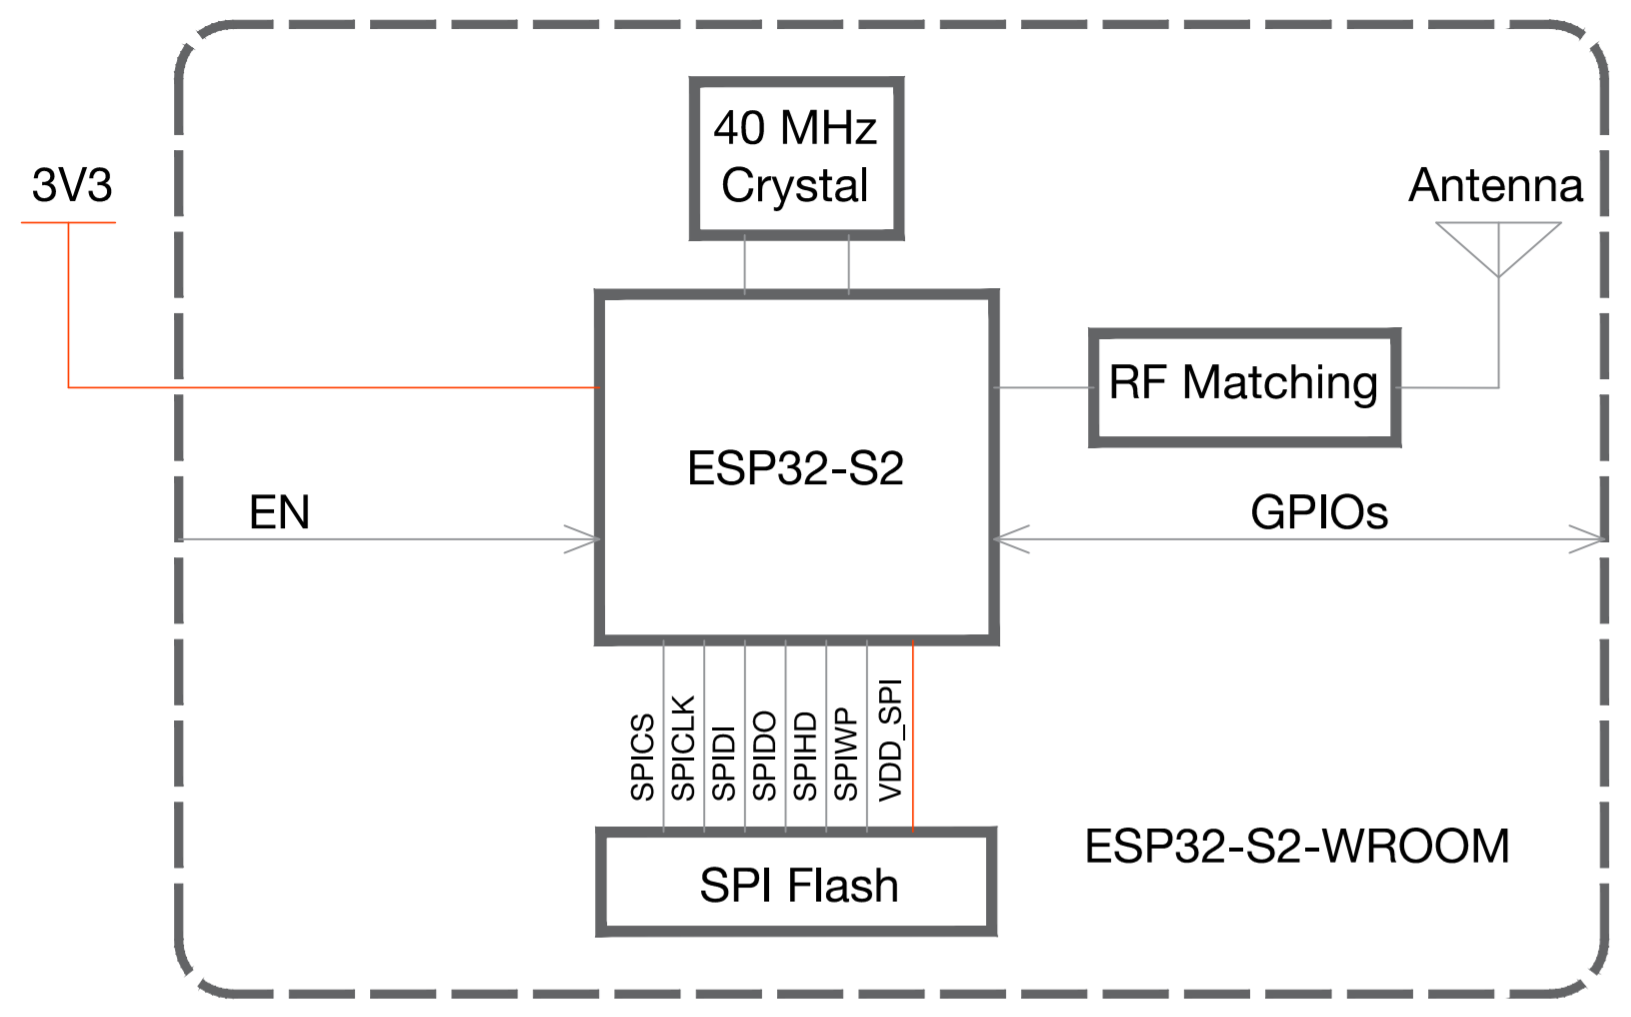 40 MHz
Crystal
3V3
Antenna
RF Matching
ESP32-S2
EN
GPIOs
SPICS
SPICLK
SPIDI
SPIDO
SPIHD
SPIWP
VDD_SPI
ESP32-S2-WROOM
SPI Flash